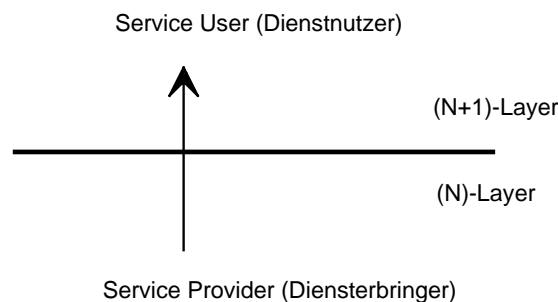 Service User (Dienstnutzer)
(N+1)-Layer
(N)-Layer
Service Provider (Diensterbringer)